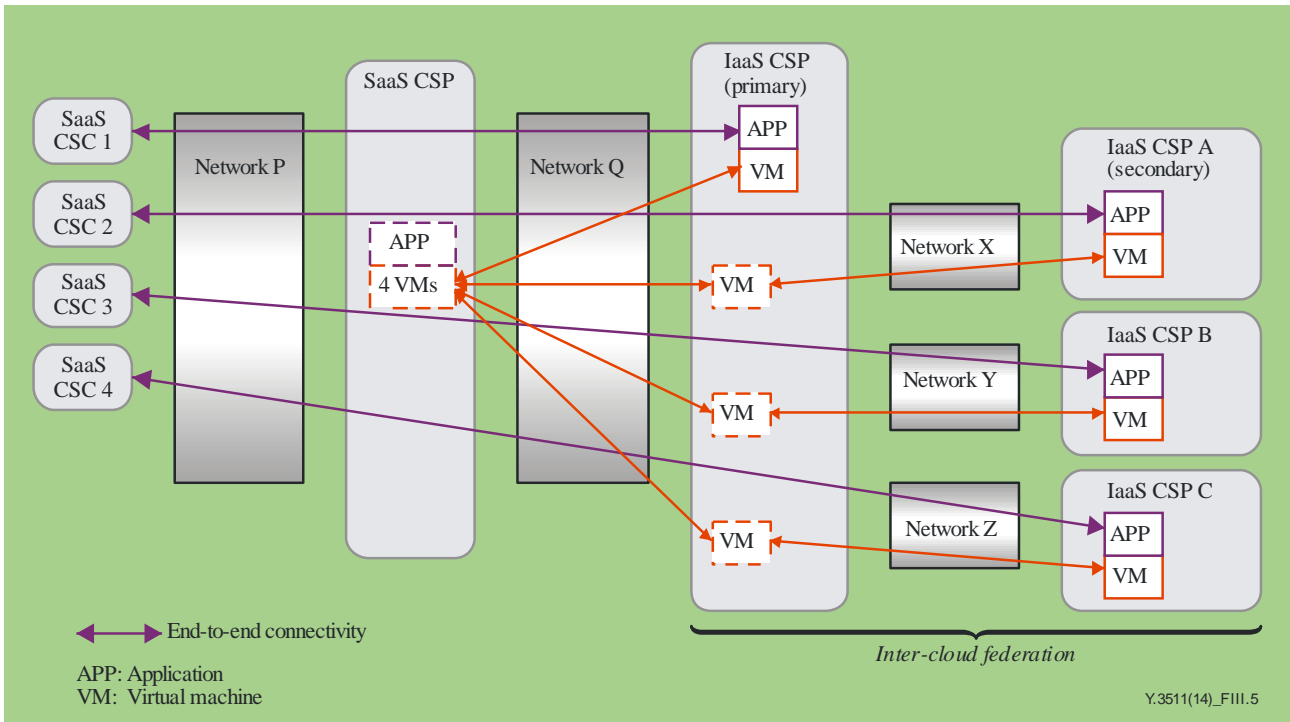 SaaS
CSC 1
SaaS
CSC 2
SaaS
CSC 3
SaaS
CSC 4
Network P
SaaS CSP
APP
4 VMs
Network Q
IaaS CSP
(primary)
APP
VM
VM
VM
VM
Network X
Network Y
Network Z
IaaS CSP A
(secondary)
APP
VM
IaaS CSP B
APP
VM
IaaS CSP C
APP
VM
End-to-end connectivity
APP: Application
VM: Virtual machine
Inter-cloud federation
Y.3511(14)_FIII.5